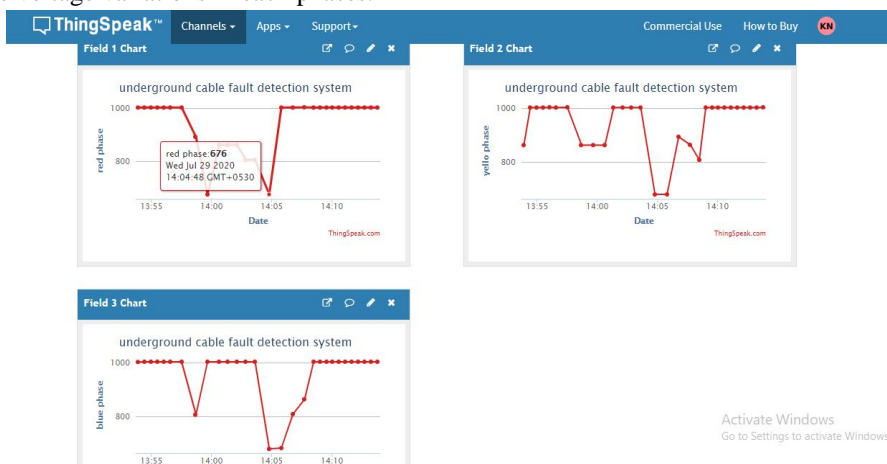 voltage variations in each phases.
ThingSpeak™ Channels Apps Support Commercial Use How to Buy KN
Field 1 Chart
underground cable fault detection system
1000
800
red phase
red phase:676
Wed Jul 29 2020
14:04:48 GMT+0530
13:55 14:00 14:05 14:10
Date
ThingSpeak.com
Field 2 Chart
underground cable fault detection system
1000
800
yello phase
13:55 14:00 14:05 14:10
Date
ThingSpeak.com
Field 3 Chart
underground cable fault detection system
1000
800
blue phase
13:55 14:00 14:05 14:10
Activate Windows
Go to Settings to activate Windows